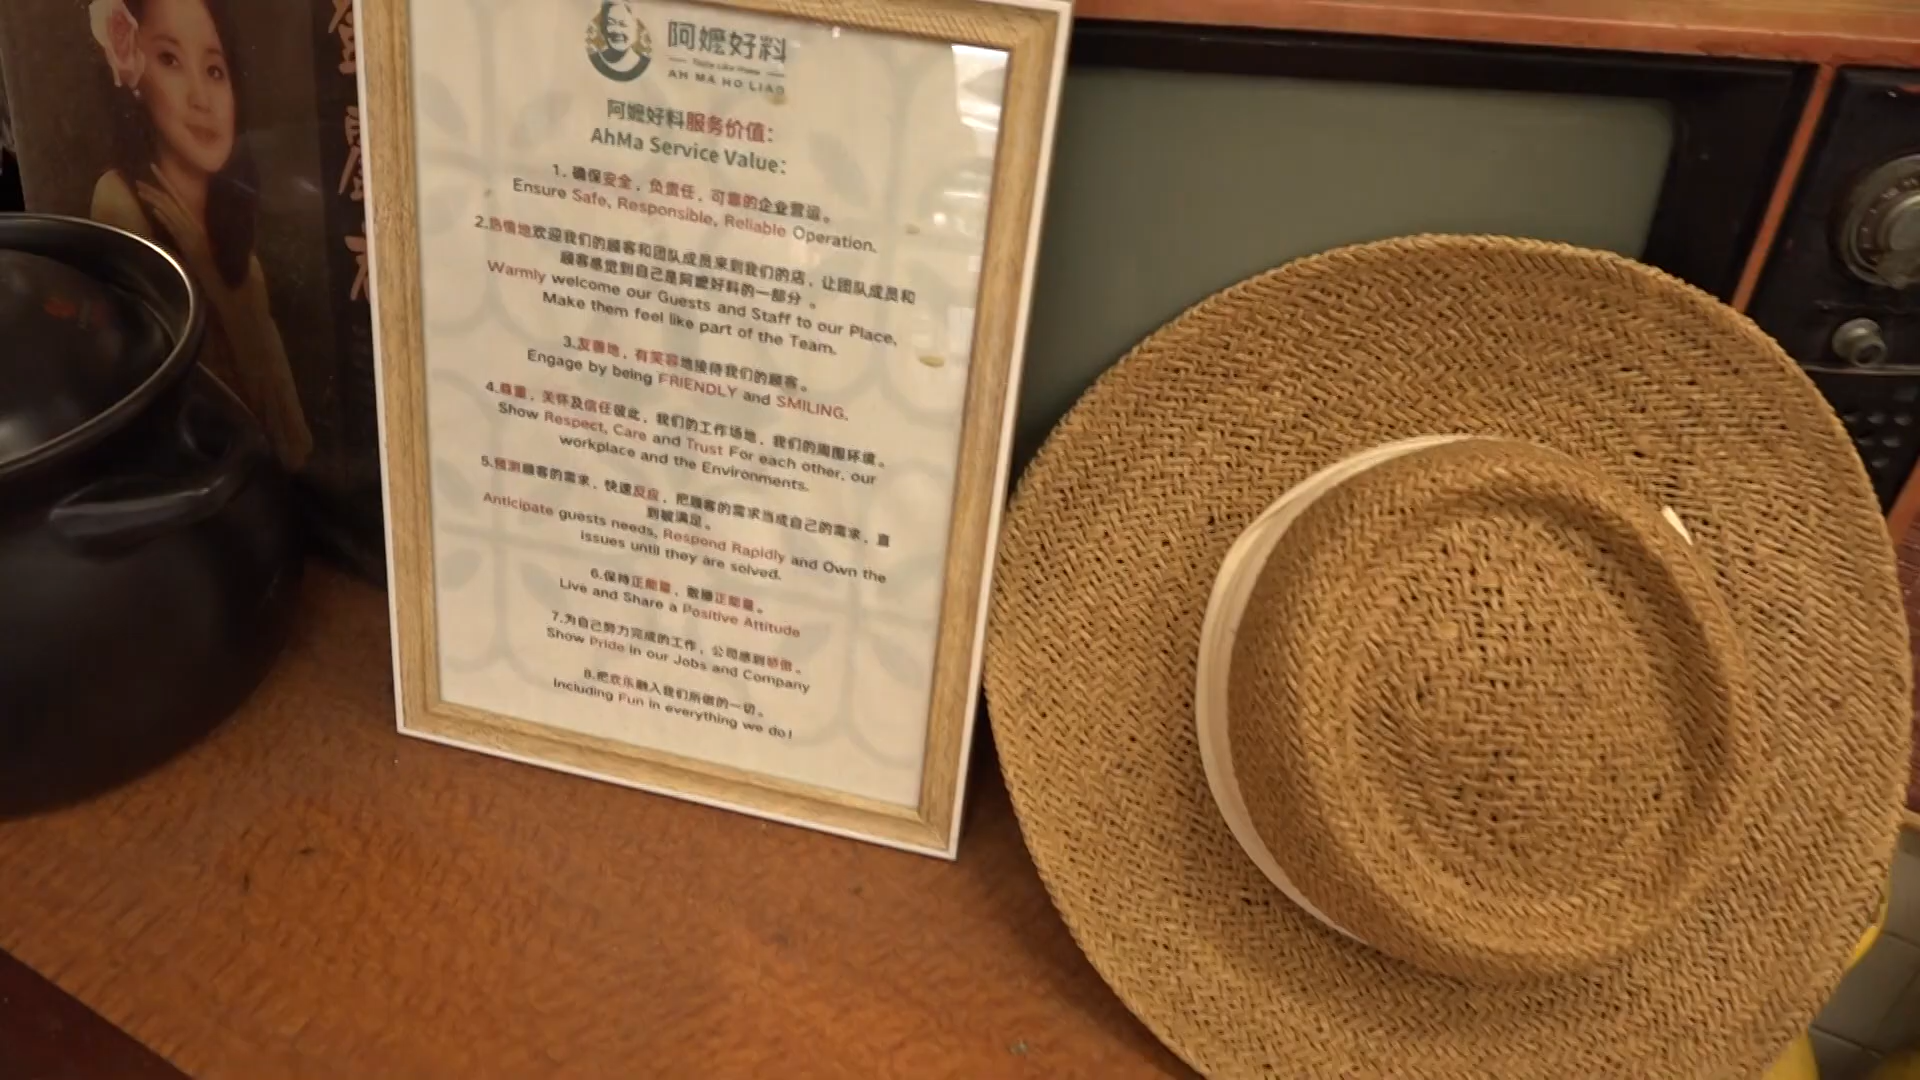 阿嬷好料
Taste Like Home
AH MA HO LIAO
阿嬷好料服务价值:
AhMa Service Value:
1. 确保安全，负责任，可靠的企业营运。
Ensure Safe, Responsible, Reliable Operation.
2.热情地欢迎我们的顾客和团队成员来到我们的店，让团队成员和
顾客感觉到自己是阿嬷好料的一部分 。
Warmly welcome our Guests and Staff to our Place,
Make them feel like part of the Team.
3.友善地，有笑容地接待我们的顾客。
Engage by being FRIENDLY and SMILING.
4.尊重，关怀及信任彼此，我们的工作场地，我们的周围环境。
Show Respect, Care and Trust For each other, our
workplace and the Environments.
5.预测顾客的需求，快速反应，把顾客的需求当成自己的需求，直
到被满足。
Anticipate guests needs, Respond Rapidly and Own the
issues until they are solved.
6.保持正能量，散播正能量。
Live and Share a Positive Attitude
7.为自己努力完成的工作，公司感到骄傲。
Show Pride in our Jobs and Company
8.把欢乐融入我们所做的一切。
Including Fun in everything we do!